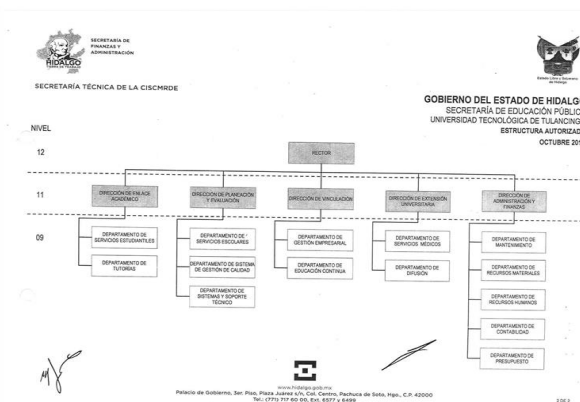 SECRETARÍA DE
FINANZAS Y
ADMINISTRACIÓN
HIDALGO
SECRETARÍA TÉCNICA DE LA CISCMRDE
GOBIERNO DEL ESTADO DE HIDALG
SECRETARÍA DE EDUCACIÓN PÚBLIC
UNIVERSIDAD TECNOLÓGICA DE TULANCING
ESTRUCTURA AUTORIZAD
OCTUBRE 201
NIVEL
12
RECTOR
11
DIRECCIÓN DE ENLACE
ACADÉMICO
DIRECCIÓN DE PLANEACIÓN
Y EVALUACIÓN
DIRECCIÓN DE VINCULACIÓN
DIRECCIÓN DE EXTENSIÓN
UNIVERSITARIA
DIRECCIÓN DE
ADMINISTRACIÓN Y
FINANZAS
09
DEPARTAMENTO DE
SERVICIOS ESTUDIANTILES
DEPARTAMENTO DE
SERVICIOS ESCOLARES
DEPARTAMENTO DE
GESTIÓN EMPRESARIAL
DEPARTAMENTO DE
SERVICIOS MÉDICOS
DEPARTAMENTO DE
MANTENIMIENTO
DEPARTAMENTO DE
TUTORÍAS
DEPARTAMENTO DE SISTEMA
DE GESTIÓN DE CALIDAD
DEPARTAMENTO DE
EDUCACIÓN CONTINUA
DEPARTAMENTO DE
DIFUSIÓN
DEPARTAMENTO DE
RECURSOS MATERIALES
DEPARTAMENTO DE
SISTEMAS Y SOPORTE
TÉCNICO
DEPARTAMENTO DE
RECURSOS HUMANOS
DEPARTAMENTO DE
CONTABILIDAD
DEPARTAMENTO DE
PRESUPUESTO
www.hidalgo.gob.mx
Palacio de Gobierno, 3er. Piso, Plaza Juárez s/n, Col. Centro, Pachuca de Soto, Hgo., C.P. 42000
Tel.: (771) 717 60 00, Ext. 6577 y 6499